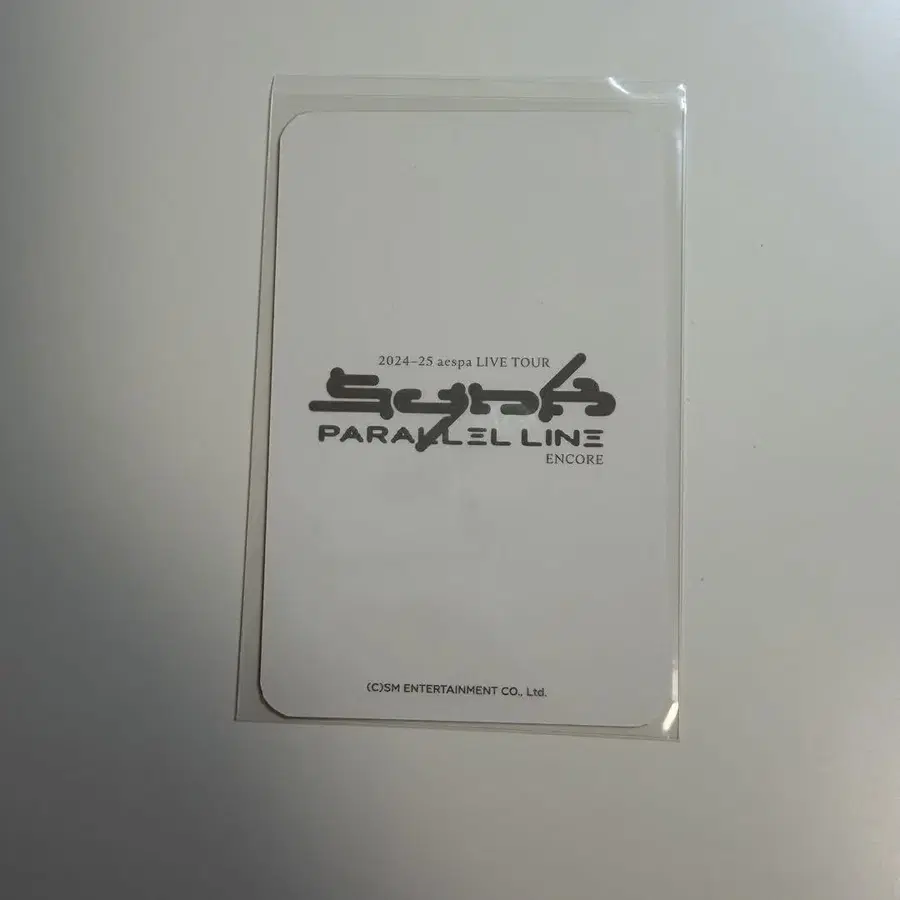 2024–25 aespa LIVE TOUR
SYNK
PARALLEL LINE
ENCORE
(C)SM ENTERTAINMENT CO., Ltd.